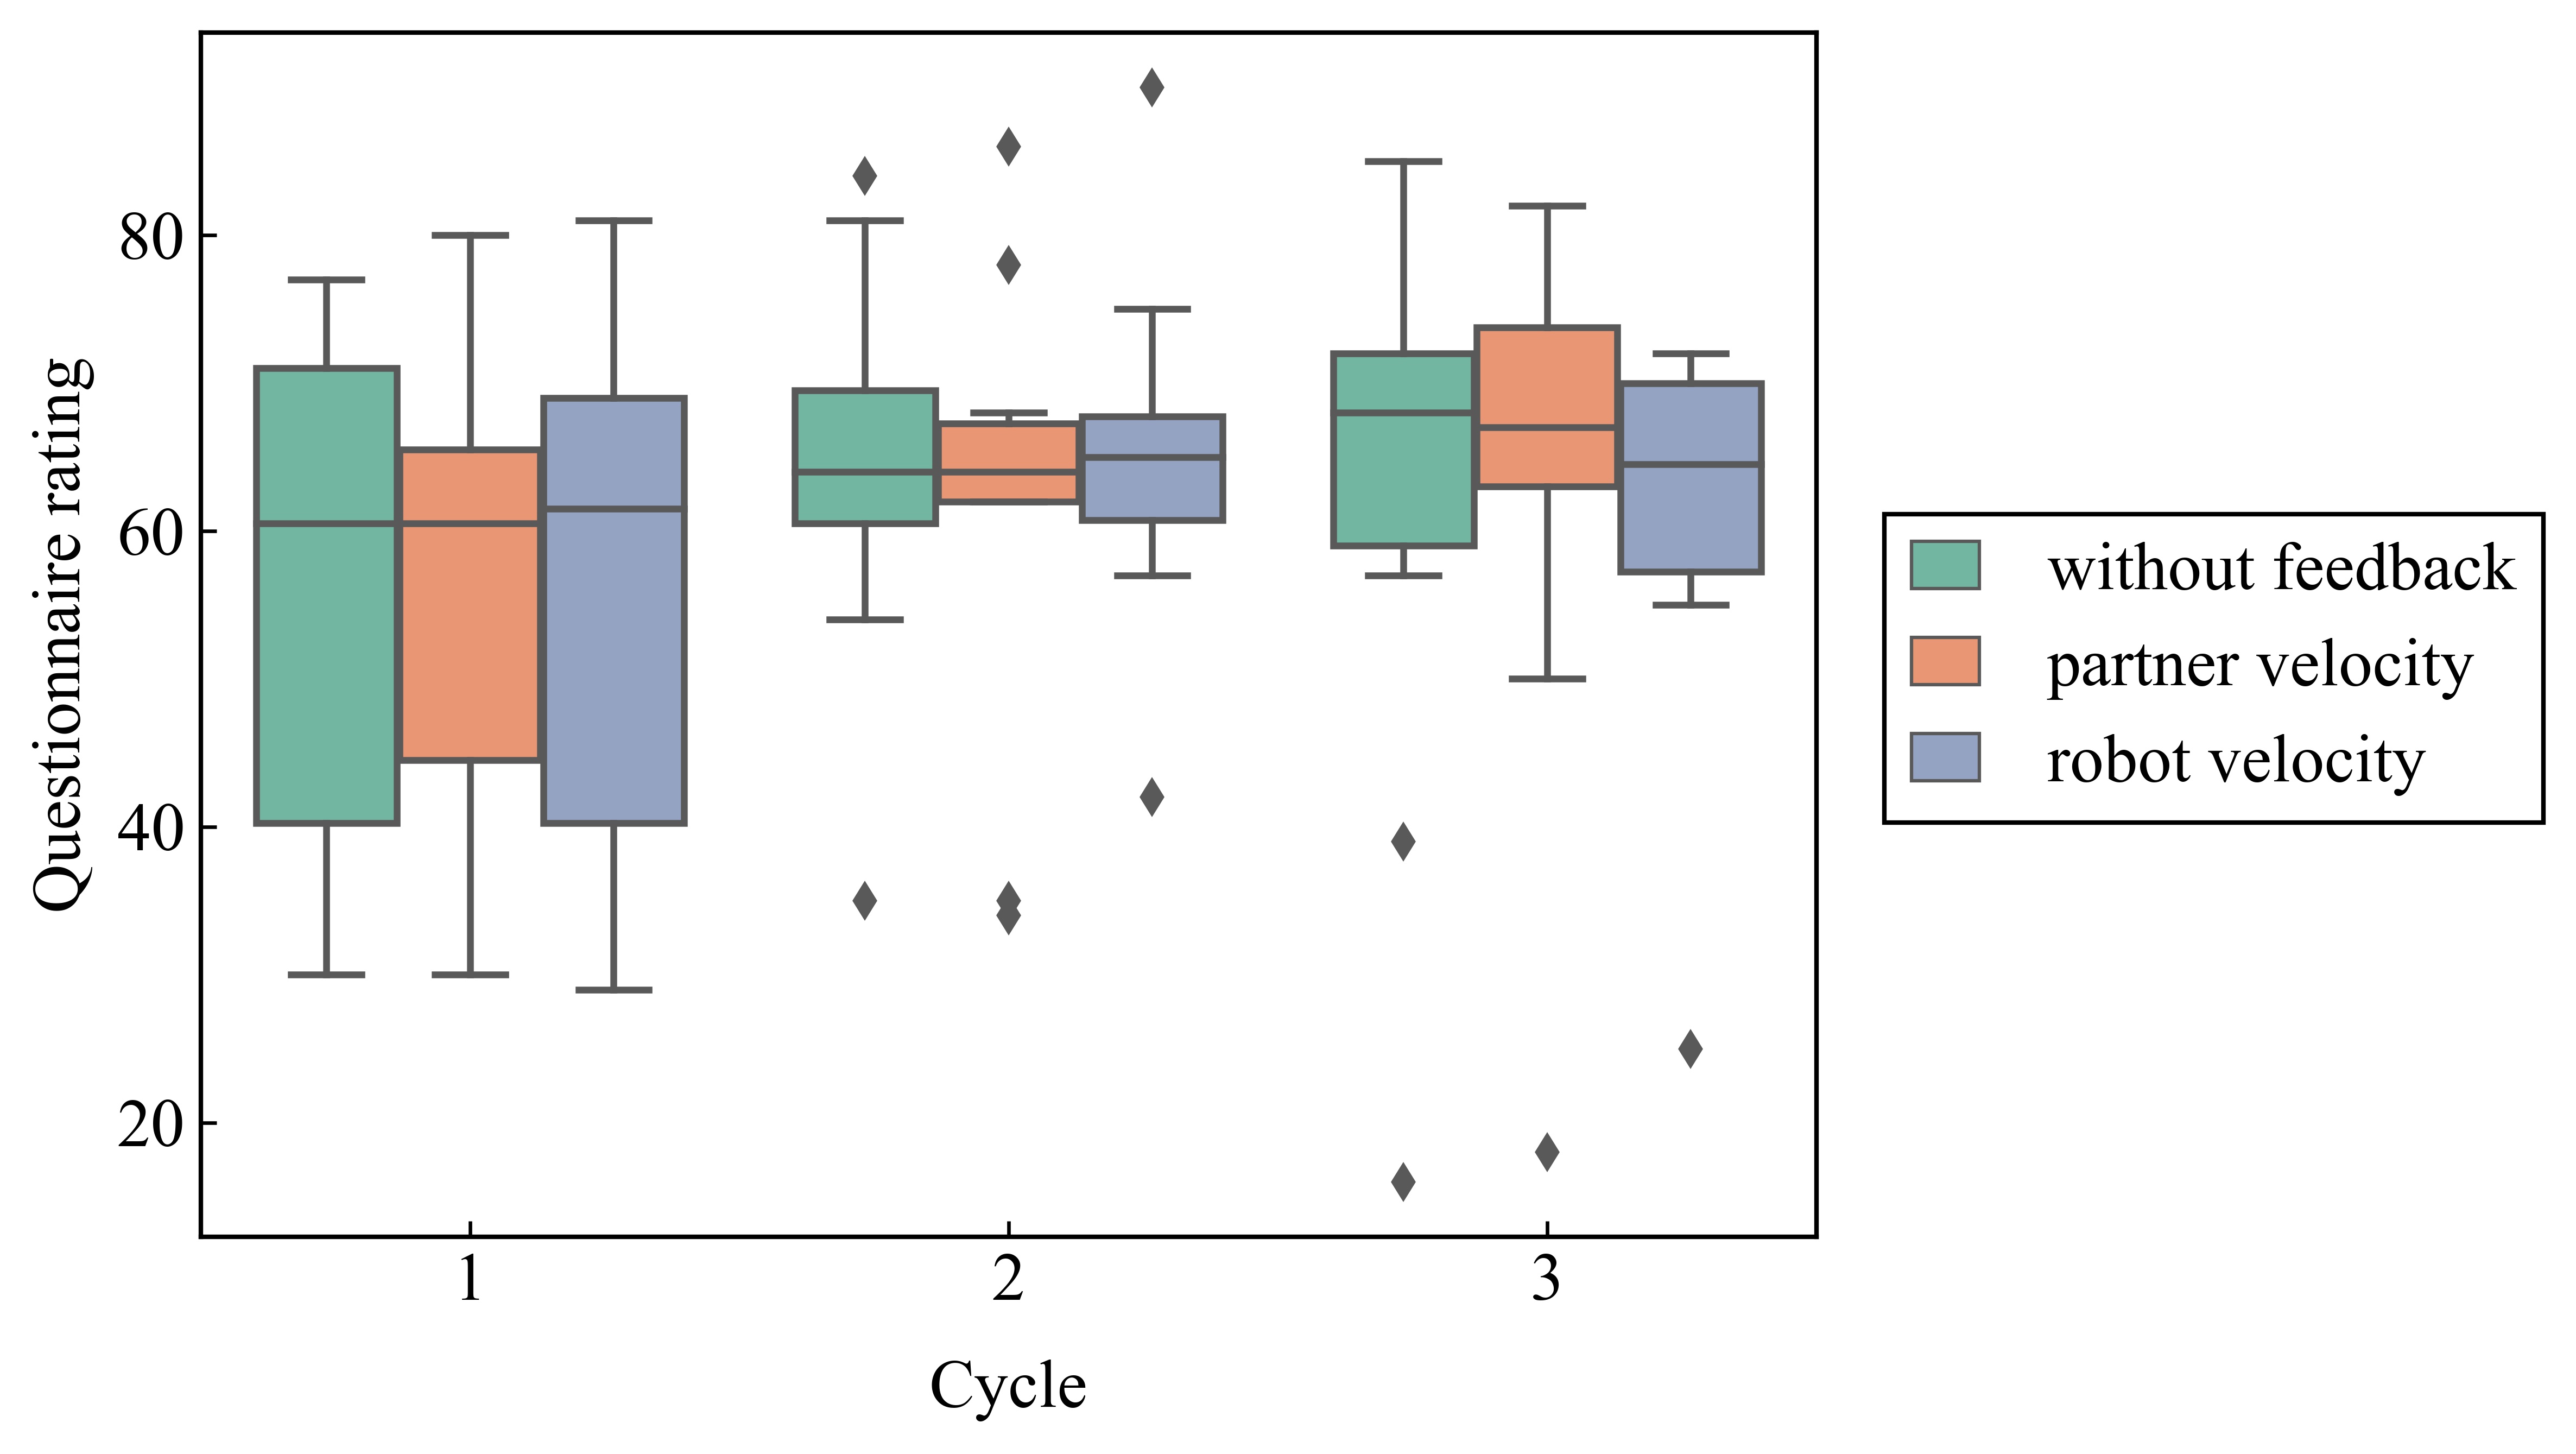 Questionnaire rating
80
60
40
20
1
2
3
Cycle
without feedback
partner velocity
robot velocity